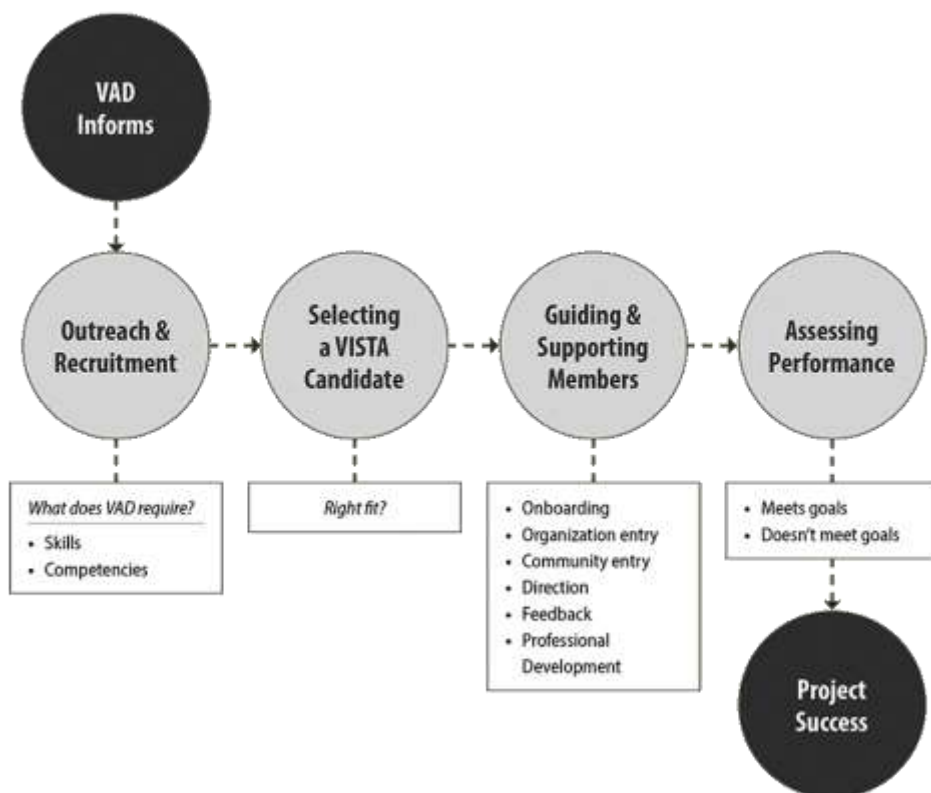 VAD
Informs
Outreach &
Recruitment
Selecting
a VISTA
Candidate
Guiding &
Supporting
Members
Assessing
Performance
What does VAD require?
• Skills
• Competencies
Right fit?
• Onboarding
• Organization entry
• Community entry
• Direction
• Feedback
• Professional
Development
• Meets goals
• Doesn't meet goals
Project
Success